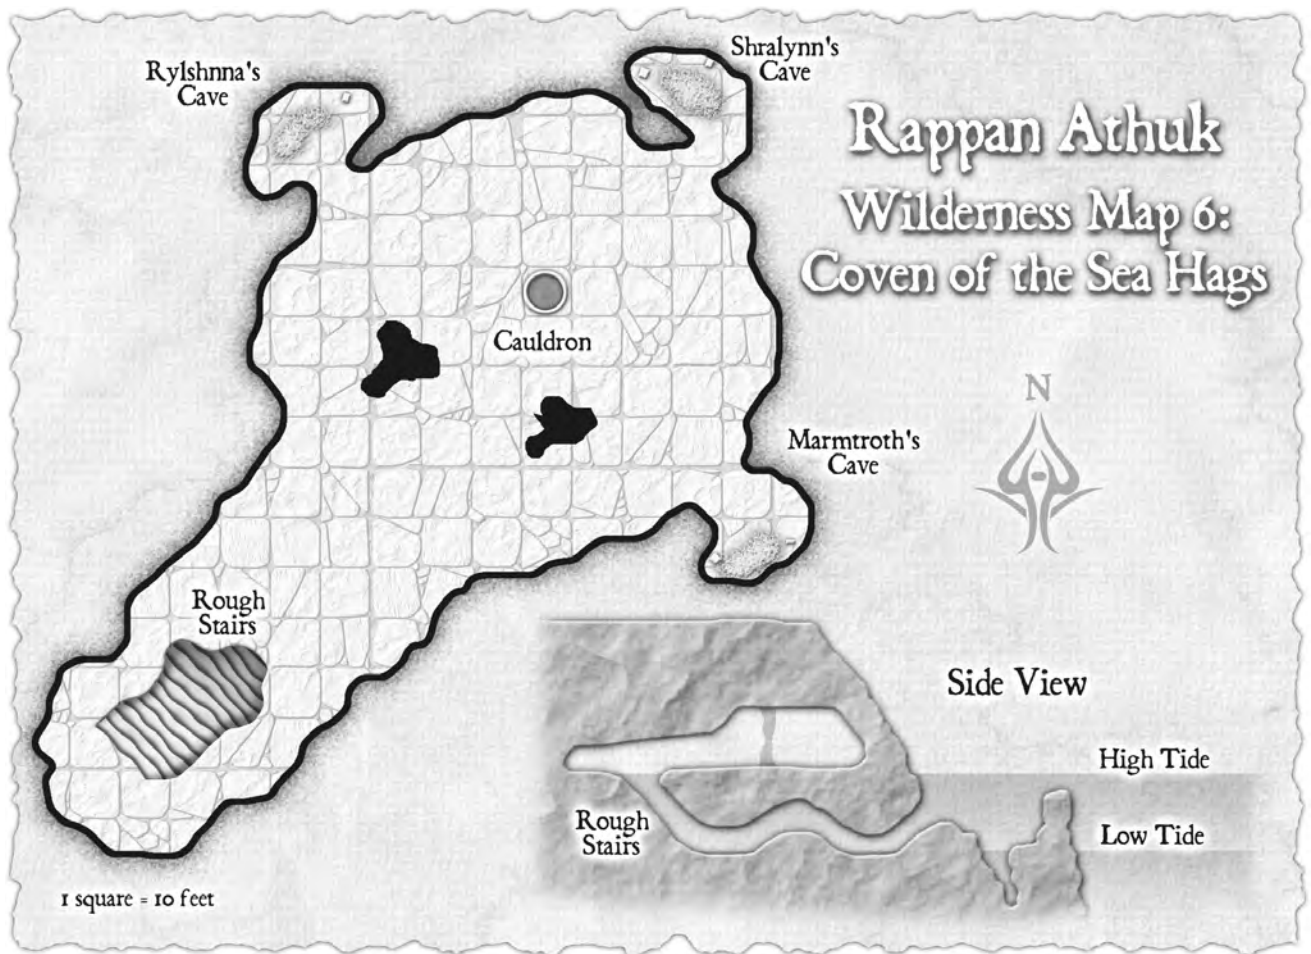 Rylshnna's
Cave
Shralynn's
Cave
Rappan Athuk
Wilderness Map 6:
Coven of the Sea Hags
Cauldron
N
Marmtroth's
Cave
Rough
Stairs
Side View
High Tide
Low Tide
Rough
Stairs
1 square = 10 feet